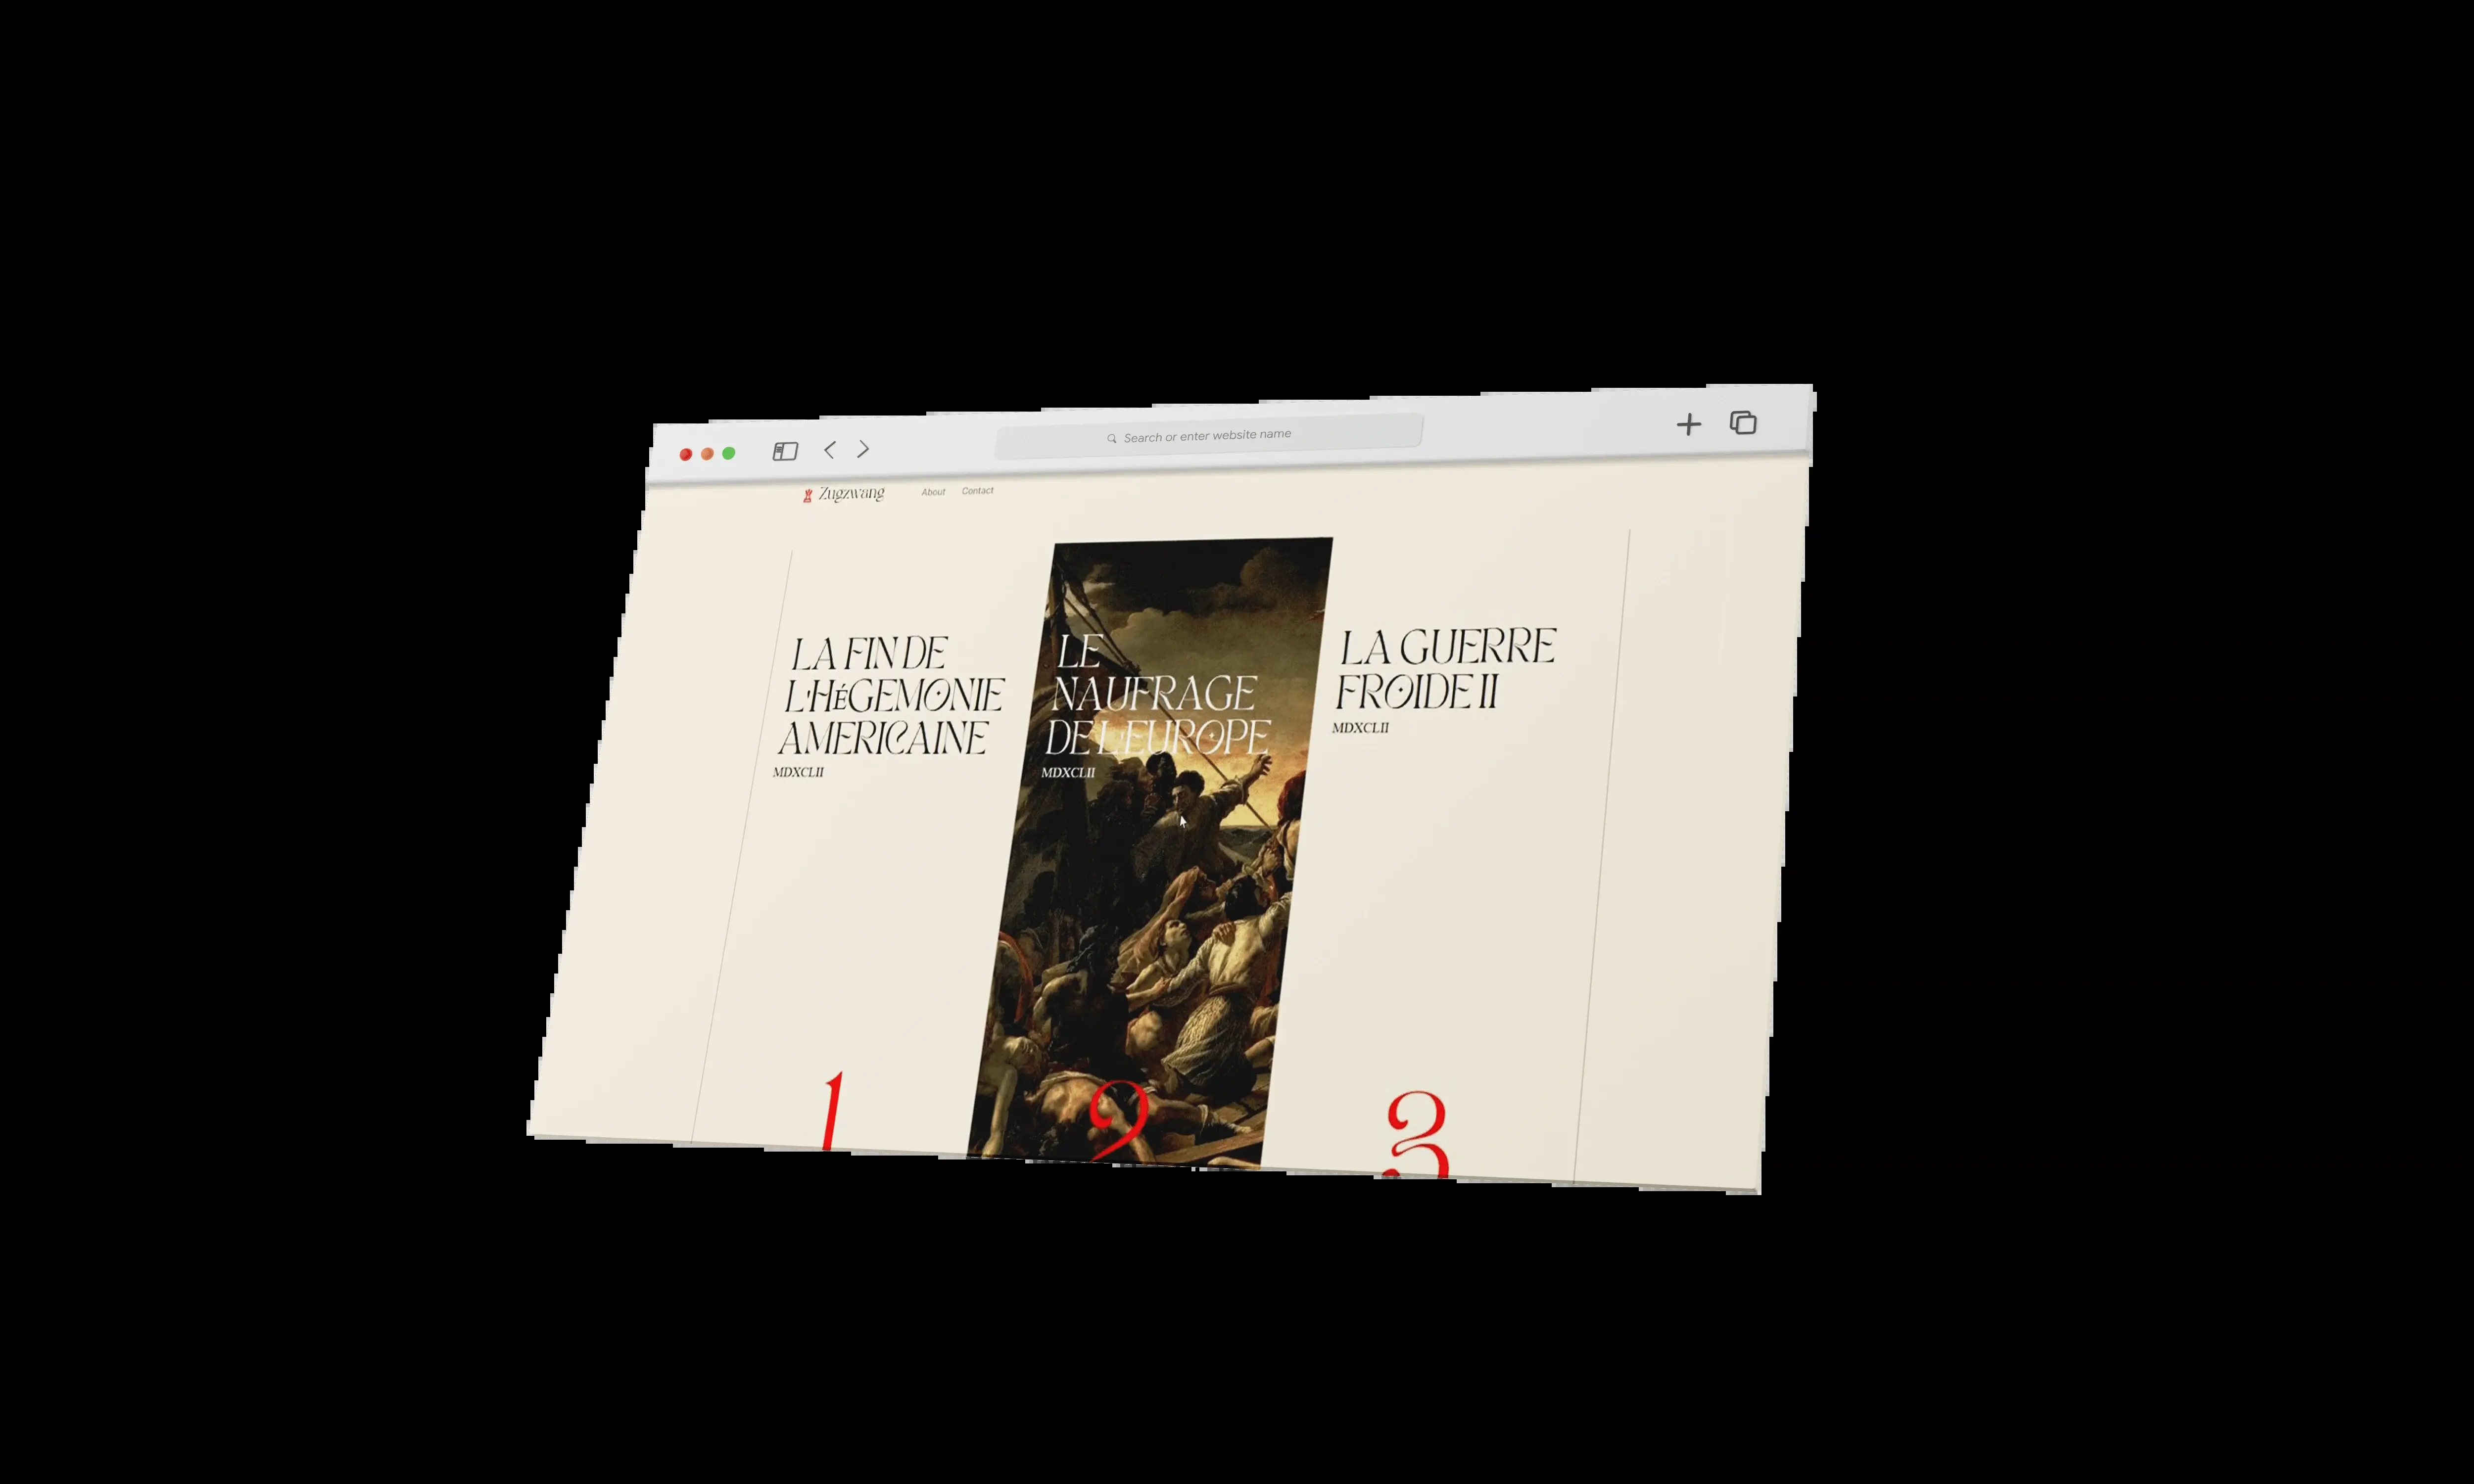 Search or enter website name
Zugzwang
About
Contact
LA FIN DE
L'HéGEMONIE
AMERICAINE
MDXCLII
LE
NAUFRAGE
DE L'EUROPE
MDXCLII
LA GUERRE
FROIDE II
MDXCLII
1
2
3